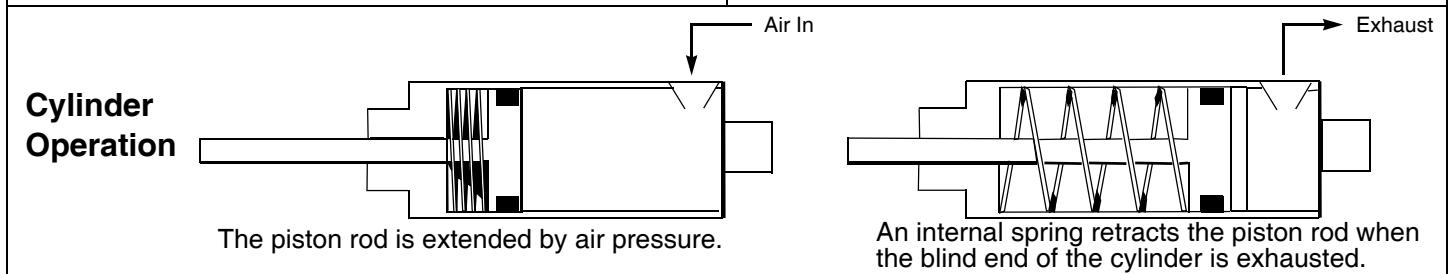 Air In
Exhaust
Cylinder
Operation
The piston rod is extended by air pressure.
An internal spring retracts the piston rod when
the blind end of the cylinder is exhausted.